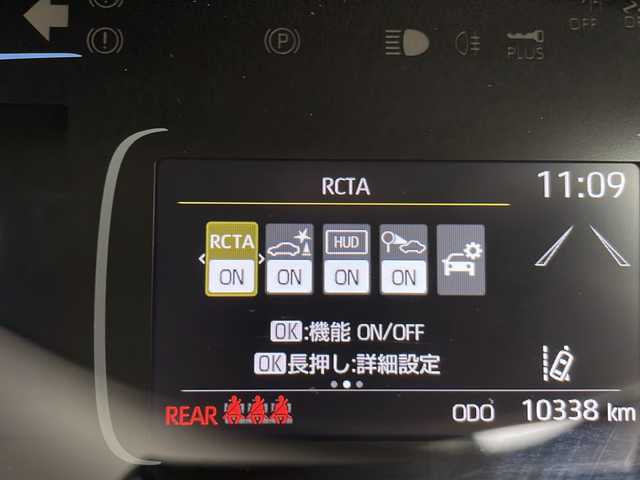 OFF
P
PLUS
RCTA
11:09
RCTA HUD
ON ON ON ON
OK:機能 ON/OFF
OK長押し:詳細設定
REAR ODO 10338 km